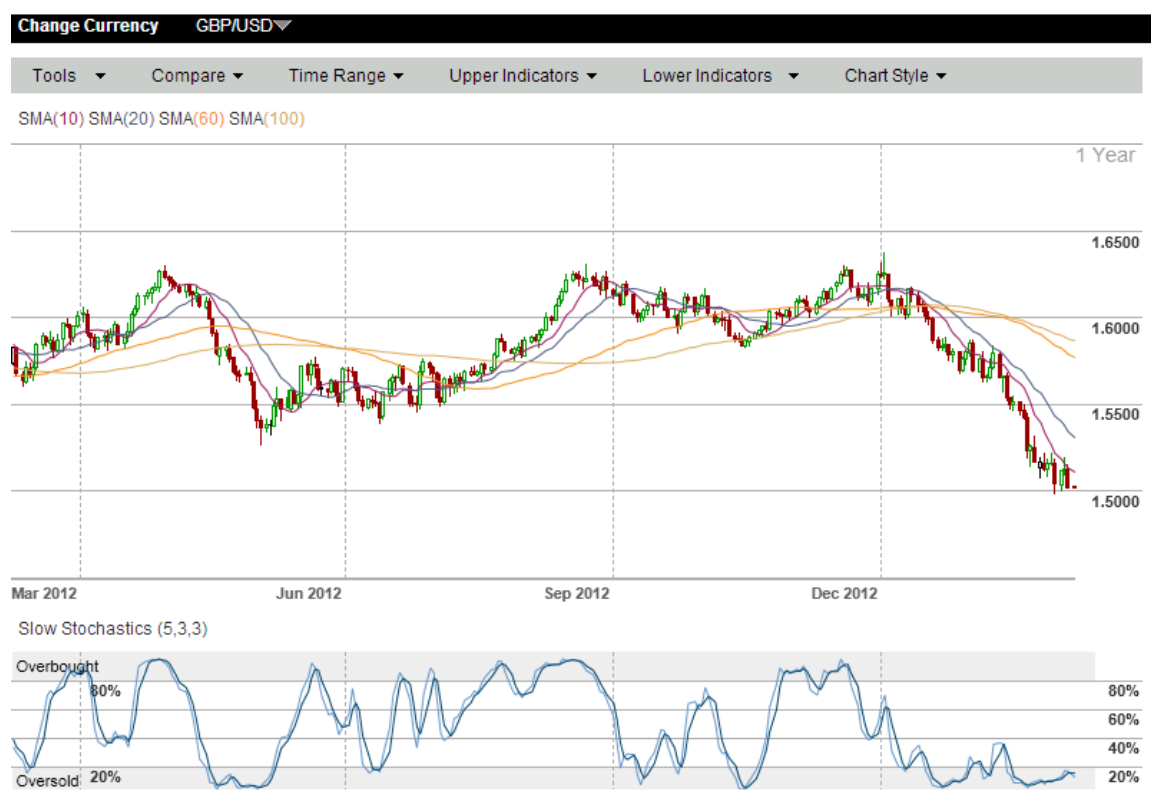 Change Currency GBP/USD
Tools Compare Time Range Upper Indicators Lower Indicators Chart Style
SMA(10) SMA(20) SMA(60) SMA(100)
1 Year
1.6500
1.6000
1.5500
1.5000
Mar 2012 Jun 2012 Sep 2012 Dec 2012
Slow Stochastics (5,3,3)
Overbought
80% 80%
60%
40%
Oversold 20% 20%